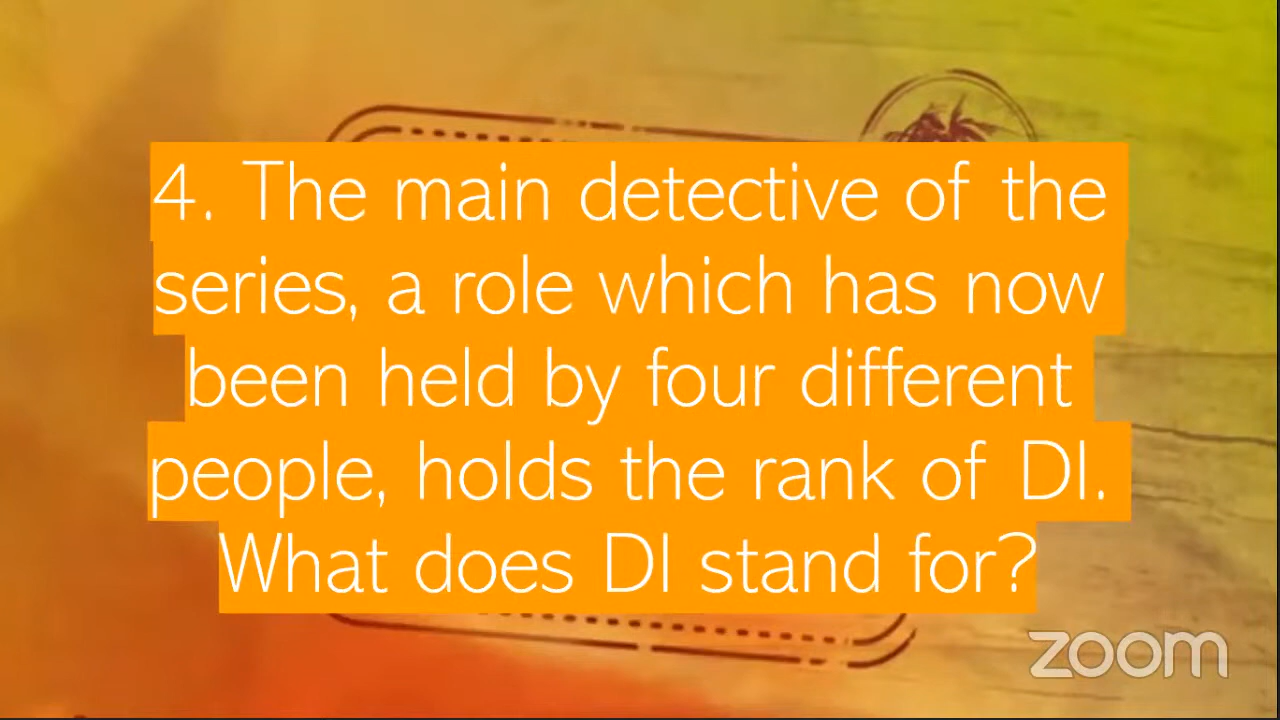 4. The main detective of the
series, a role which has now
been held by four different
people, holds the rank of DI.
What does DI stand for?
zoom